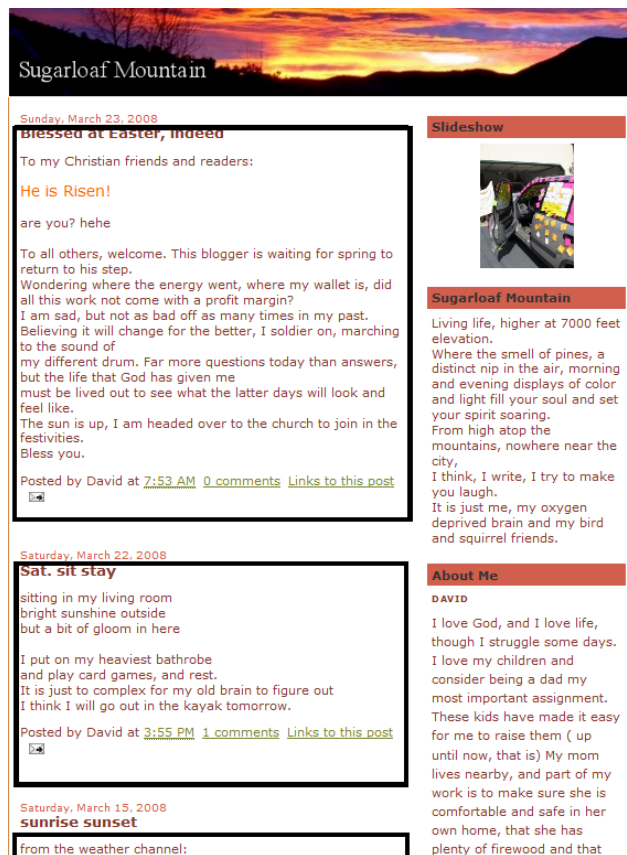 Sugarloaf Mountain
Sunday, March 23, 2008
Blessed at Easter, indeed
To my Christian friends and readers:
He is Risen!
are you? hehe
To all others, welcome. This blogger is waiting for spring to
return to his step.
Wondering where the energy went, where my wallet is, did
all this work not come with a profit margin?
I am sad, but not as bad off as many times in my past.
Believing it will change for the better, I soldier on, marching
to the sound of
my different drum. Far more questions today than answers,
but the life that God has given me
must be lived out to see what the latter days will look and
feel like.
The sun is up, I am headed over to the church to join in the
festivities.
Bless you.
Posted by David at 7:53 AM 0 comments Links to this post
Saturday, March 22, 2008
Sat. sit stay
sitting in my living room
bright sunshine outside
but a bit of gloom in here
I put on my heaviest bathrobe
and play card games, and rest.
It is just to complex for my old brain to figure out
I think I will go out in the kayak tomorrow.
Posted by David at 3:55 PM 1 comments Links to this post
Saturday, March 15, 2008
sunrise sunset
from the weather channel:
Slideshow
Sugarloaf Mountain
Living life, higher at 7000 feet
elevation.
Where the smell of pines, a
distinct nip in the air, morning
and evening displays of color
and light fill your soul and set
your spirit soaring.
From high atop the
mountains, nowhere near the
city,
I think, I write, I try to make
you laugh.
It is just me, my oxygen
deprived brain and my bird
and squirrel friends.
About Me
DAVID
I love God, and I love life,
though I struggle some days.
I love my children and
consider being a dad my
most important assignment.
These kids have made it easy
for me to raise them ( up
until now, that is) My mom
lives nearby, and part of my
work is to make sure she is
comfortable and safe in her
own home, that she has
plenty of firewood and that